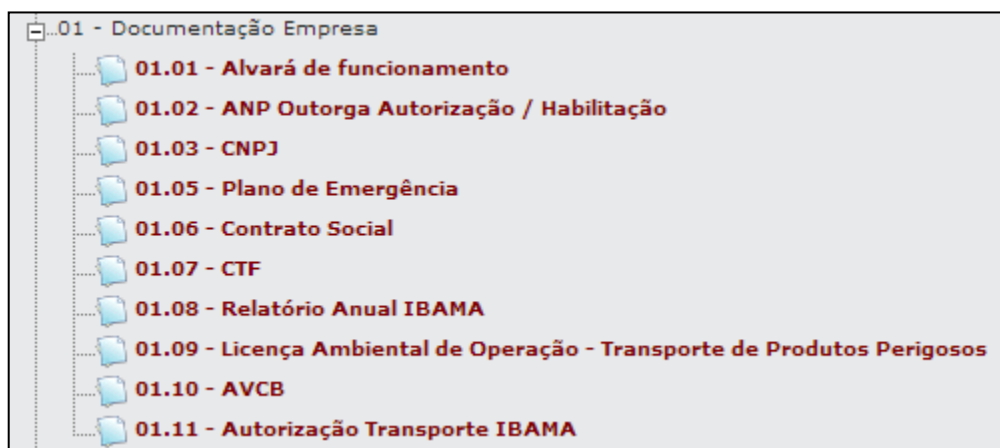 01 - Documentação Empresa
01.01 - Alvará de funcionamento
01.02 - ANP Outorga Autorização / Habilitação
01.03 - CNPJ
01.05 - Plano de Emergência
01.06 - Contrato Social
01.07 - CTF
01.08 - Relatório Anual IBAMA
01.09 - Licença Ambiental de Operação - Transporte de Produtos Perigosos
01.10 - AVCB
01.11 - Autorização Transporte IBAMA